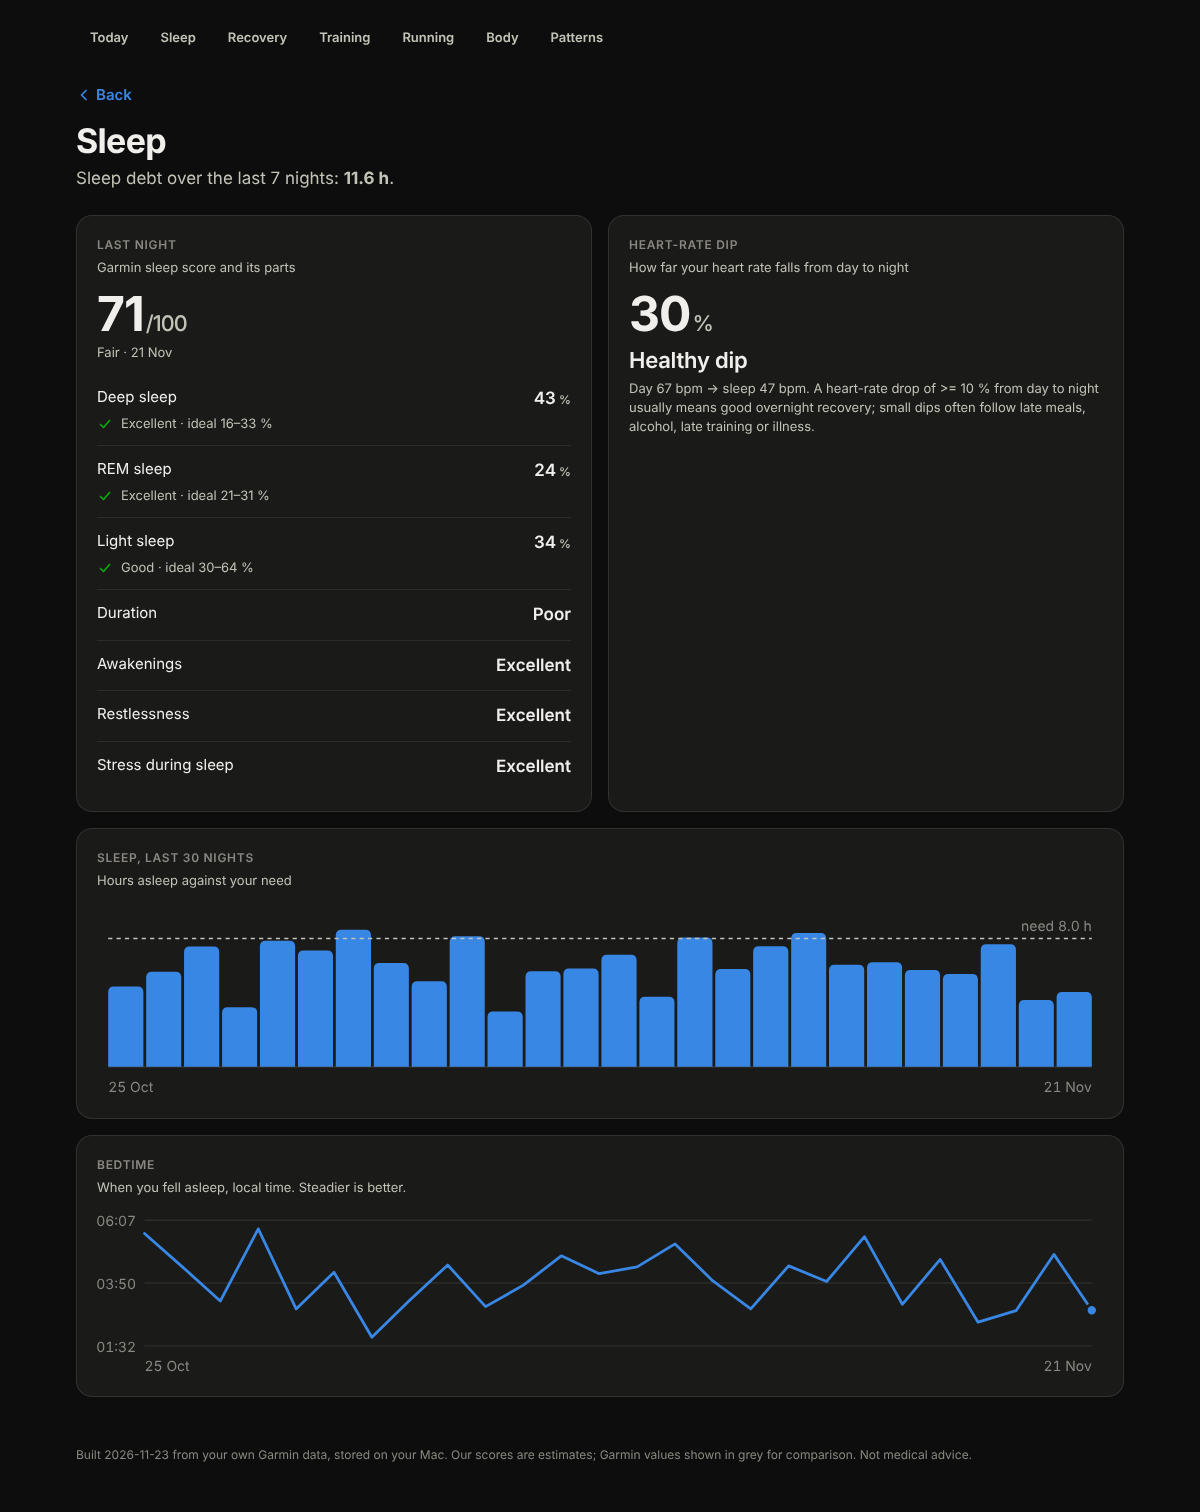 Today Sleep Recovery Training Running Body Patterns
Back
Sleep
Sleep debt over the last 7 nights: 11.6 h.
LAST NIGHT
Garmin sleep score and its parts
71/100
Fair · 21 Nov
Deep sleep 43 %
Excellent · ideal 16–33 %
REM sleep 24 %
Excellent · ideal 21–31 %
Light sleep 34 %
Good · ideal 30–64 %
Duration Poor
Awakenings Excellent
Restlessness Excellent
Stress during sleep Excellent
HEART-RATE DIP
How far your heart rate falls from day to night
30 %
Healthy dip
Day 67 bpm → sleep 47 bpm. A heart-rate drop of >= 10 % from day to night
usually means good overnight recovery; small dips often follow late meals,
alcohol, late training or illness.
SLEEP, LAST 30 NIGHTS
Hours asleep against your need
need 8.0 h
25 Oct 21 Nov
BEDTIME
When you fell asleep, local time. Steadier is better.
06:07
03:50
01:32
25 Oct 21 Nov
Built 2026-11-23 from your own Garmin data, stored on your Mac. Our scores are estimates; Garmin values shown in grey for comparison. Not medical advice.